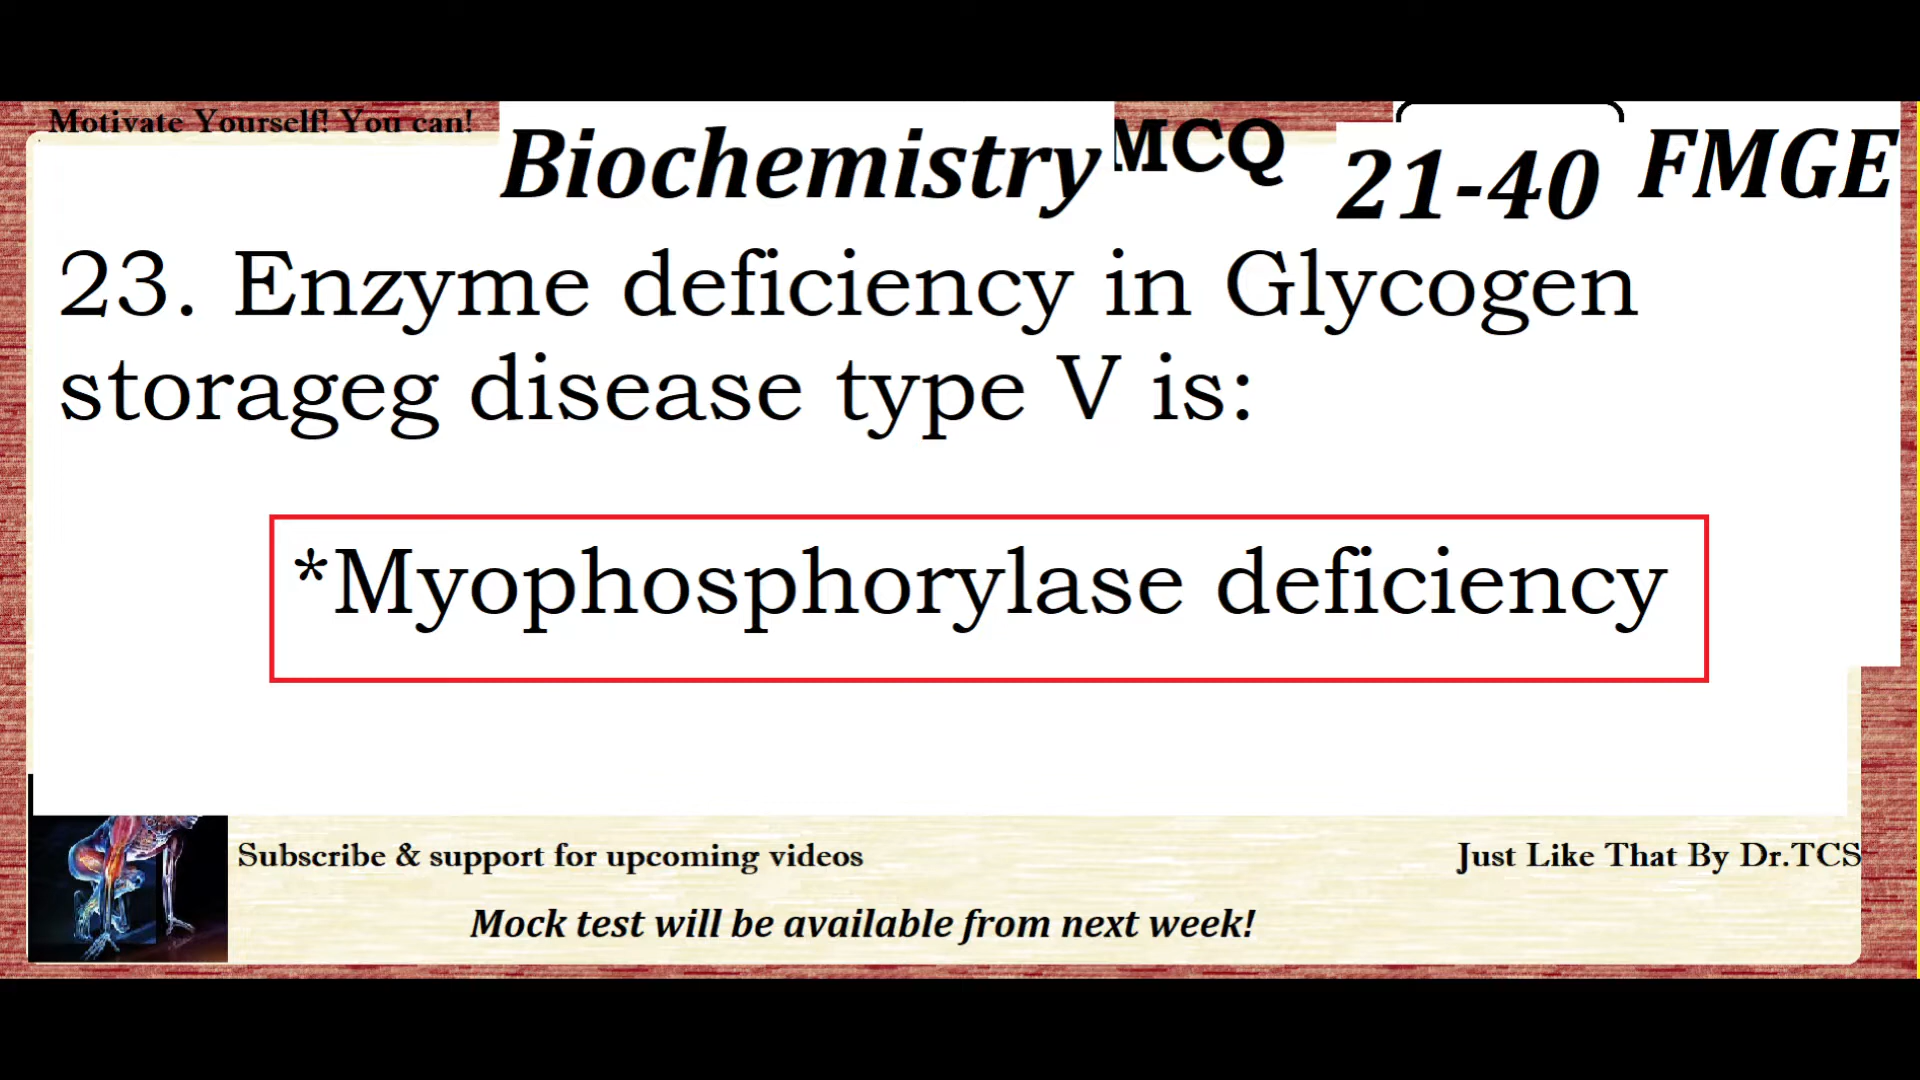 Motivate Yourself! You can!
Biochemistry MCQ 21-40 FMGE
23. Enzyme deficiency in Glycogen
storageg disease type V is:
*Myophosphorylase deficiency
Subscribe & support for upcoming videos
Just Like That By Dr.TCS
Mock test will be available from next week!